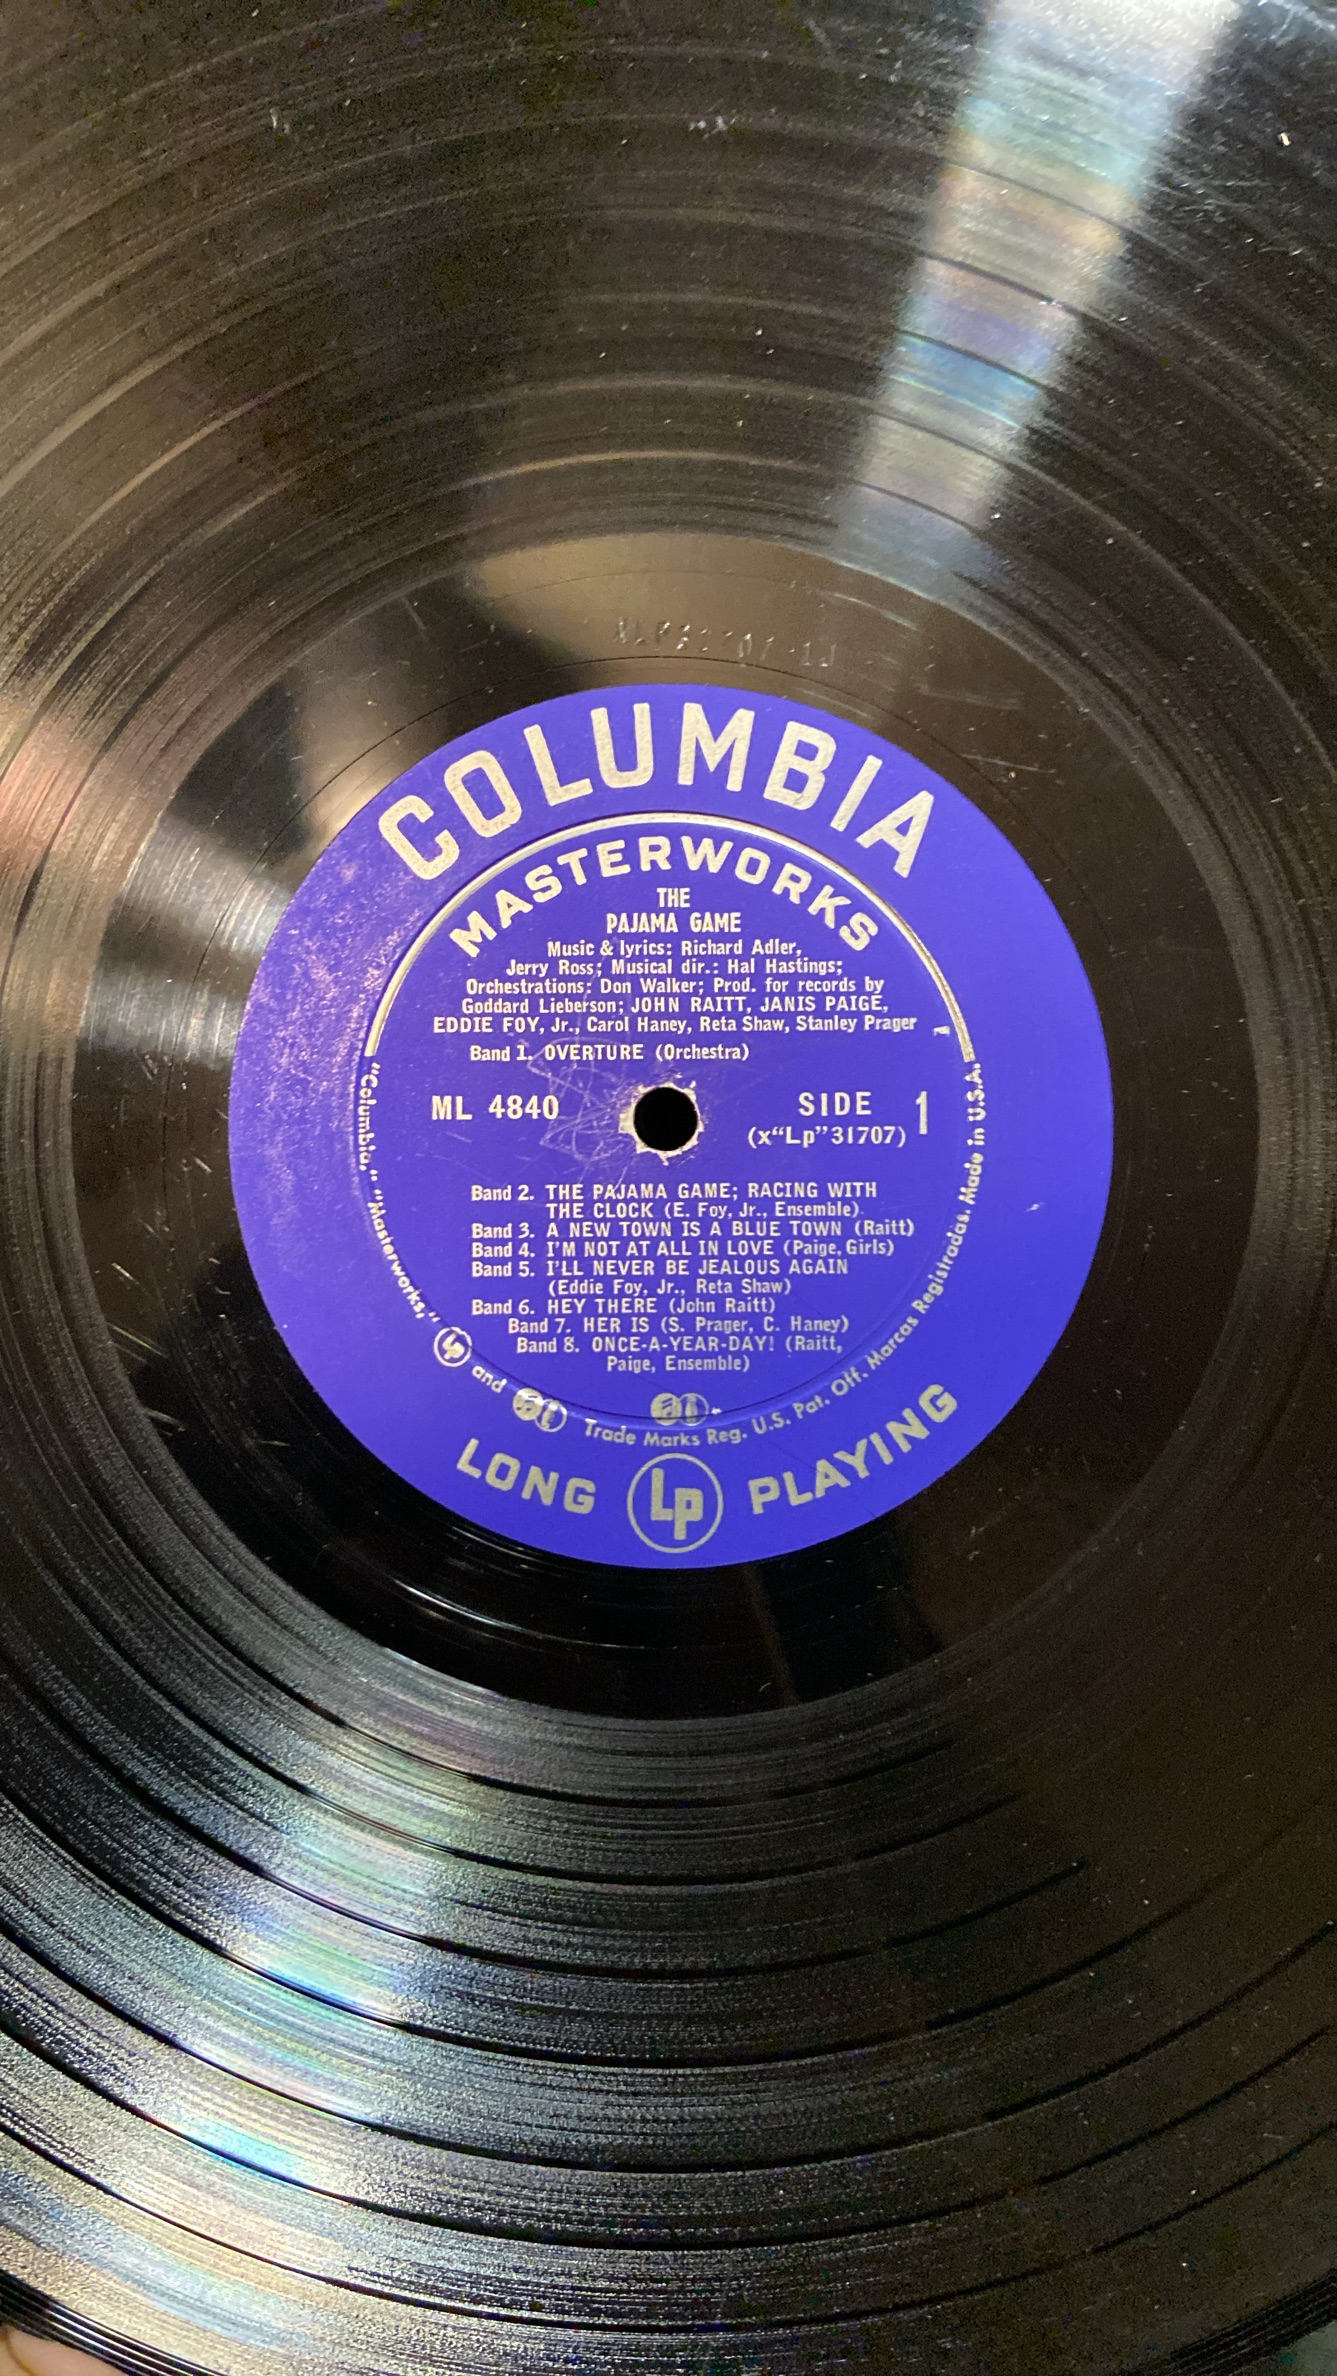 COLUMBIA
MASTERWORKS
THE
PAJAMA GAME
Music & lyrics: Richard Adler,
Jerry Ross; Musical dir.: Hal Hastings;
Orchestrations: Don Walker; Prod. for records by
Goddard Lieberson; JOHN RAITT, JANIS PAIGE,
EDDIE FOY, Jr., Carol Haney, Reta Shaw, Stanley Prager
Band 1. OVERTURE (Orchestra)
ML 4840
SIDE 1
(x“Lp”31707)
Band 2. THE PAJAMA GAME; RACING WITH
THE CLOCK (E. Foy, Jr., Ensemble)
Band 3. A NEW TOWN IS A BLUE TOWN (Raitt)
Band 4. I'M NOT AT ALL IN LOVE (Paige, Girls)
Band 5. I'LL NEVER BE JEALOUS AGAIN
(Eddie Foy, Jr., Reta Shaw)
Band 6. HEY THERE (John Raitt)
Band 7. HER IS (S. Prager, C. Haney)
Band 8. ONCE-A-YEAR-DAY! (Raitt,
Paige, Ensemble)
“Columbia,” “Masterworks,” Lp and Trade Marks Reg. U.S. Pat. Off. Marcas Registradas. Made in U.S.A.
LONG Lp PLAYING